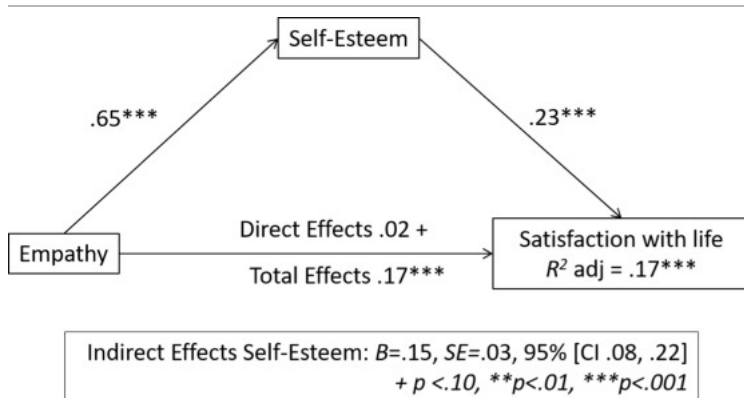 Self-Esteem
.65***
.23***
Direct Effects .02 +
Empathy
Total Effects .17***
Satisfaction with life
R² adj = .17***
Indirect Effects Self-Esteem: B=.15, SE=.03, 95% [CI .08, .22]
+ p <.10, **p<.01, ***p<.001